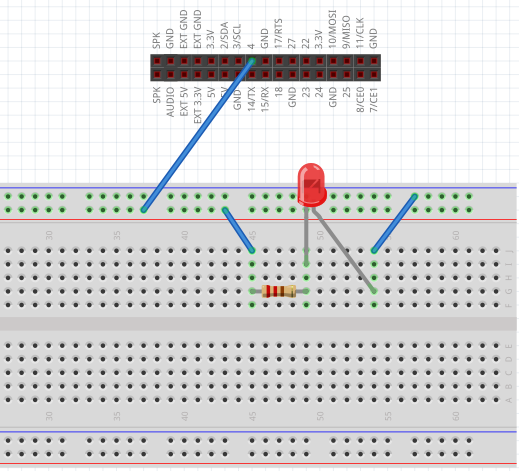 SPK GND EXT GND EXT GND 3.3V 2/SDA 3/SCL 4 GND 17/RTS 27 22 3.3V 10/MOSI 9/MISO 11/CLK GND
SPK AUDIO EXT 5V EXT 3.3V 5V GND 14/TX 15/RX 18 GND 23 24 GND 25 8/CE0 7/CE1
30 35 40 45 50 60
J
I
H
G
F
E
D
C
B
A
30 35 40 45 50 55 60